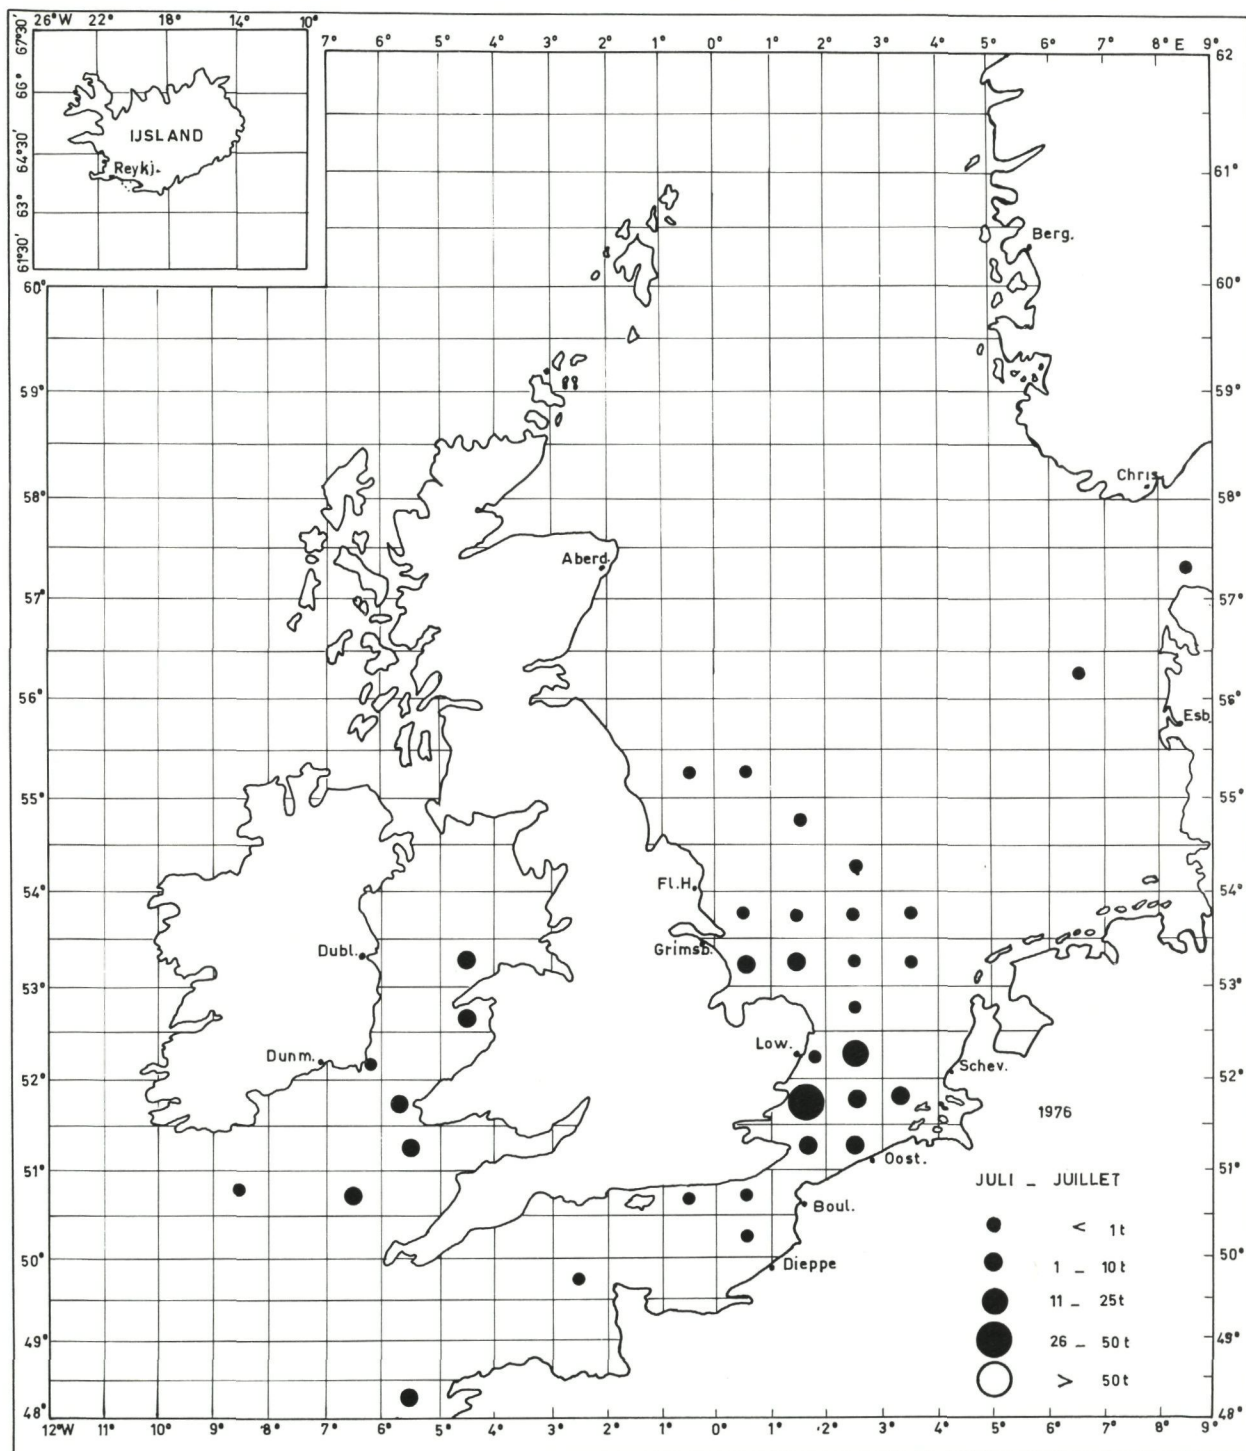 26°W 22° 18° 14° 10°
67°30'
66°
64°30'
63°
61°30'
IJSLAND
Reykj.
7° 6° 5° 4° 3° 2° 1° 0° 1° 2° 3° 4° 5° 6° 7° 8° E 9°
62
61°
60°
59°
58°
57°
56°
55°
54°
53°
52°
51°
50°
49°
48°
60°
59°
58°
57°
56°
55°
54°
53°
52°
51°
50°
49°
48°
Berg.
Chris.
Aberd.
Esb.
Fl.H.
Grimsb.
Dubl.
Dunm.
Low.
Schev.
Oost.
Boul.
Dieppe
1976
JULI _ JUILLET
< 1t
1 _ 10t
11 _ 25t
26 _ 50t
> 50t
12°W 11° 10° 9° 8° 7° 6° 5° 4° 3° 2° 1° 0° 1° 2° 3° 4° 5° 6° 7° 8° 9°